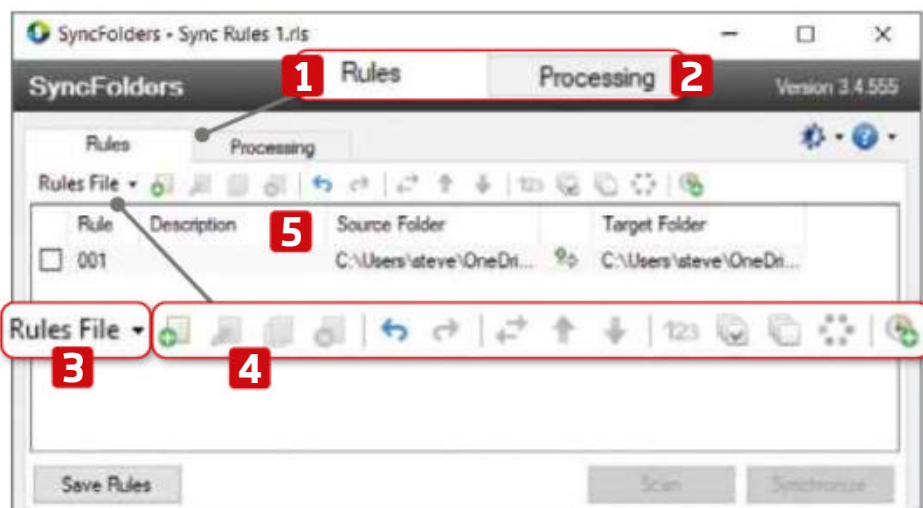 SyncFolders - Sync Rules 1.rls
SyncFolders
1 Rules Processing 2
Version 3.4.555
Rules Processing
Rules File
Rule Description 5 Source Folder Target Folder
001 C:\Users\steve\OneDri... C:\Users\steve\OneDri...
Rules File 123
3 4
Save Rules Scan Synchronize